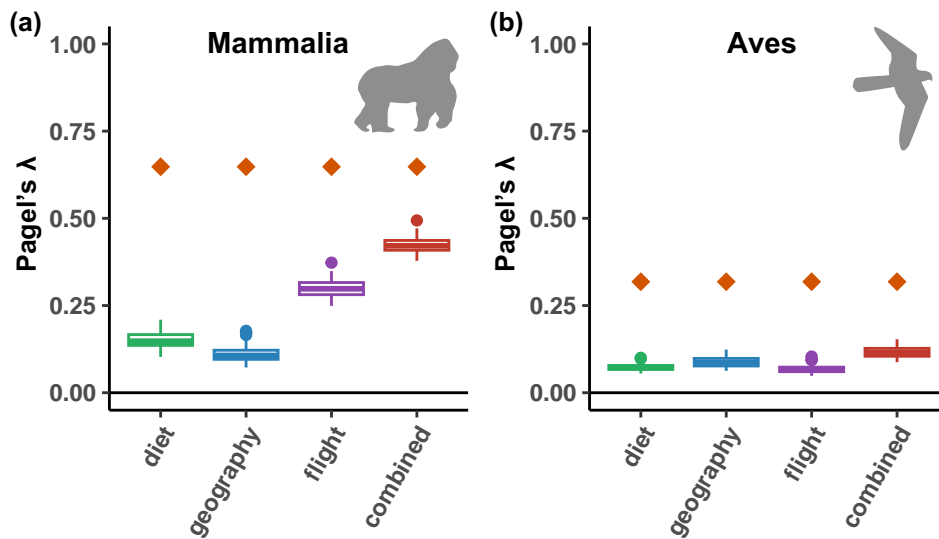 (a)
Mammalia
Pagel's λ
1.00
0.75
0.50
0.25
0.00
diet
geography
flight
combined
(b)
Aves
Pagel's λ
1.00
0.75
0.50
0.25
0.00
diet
geography
flight
combined